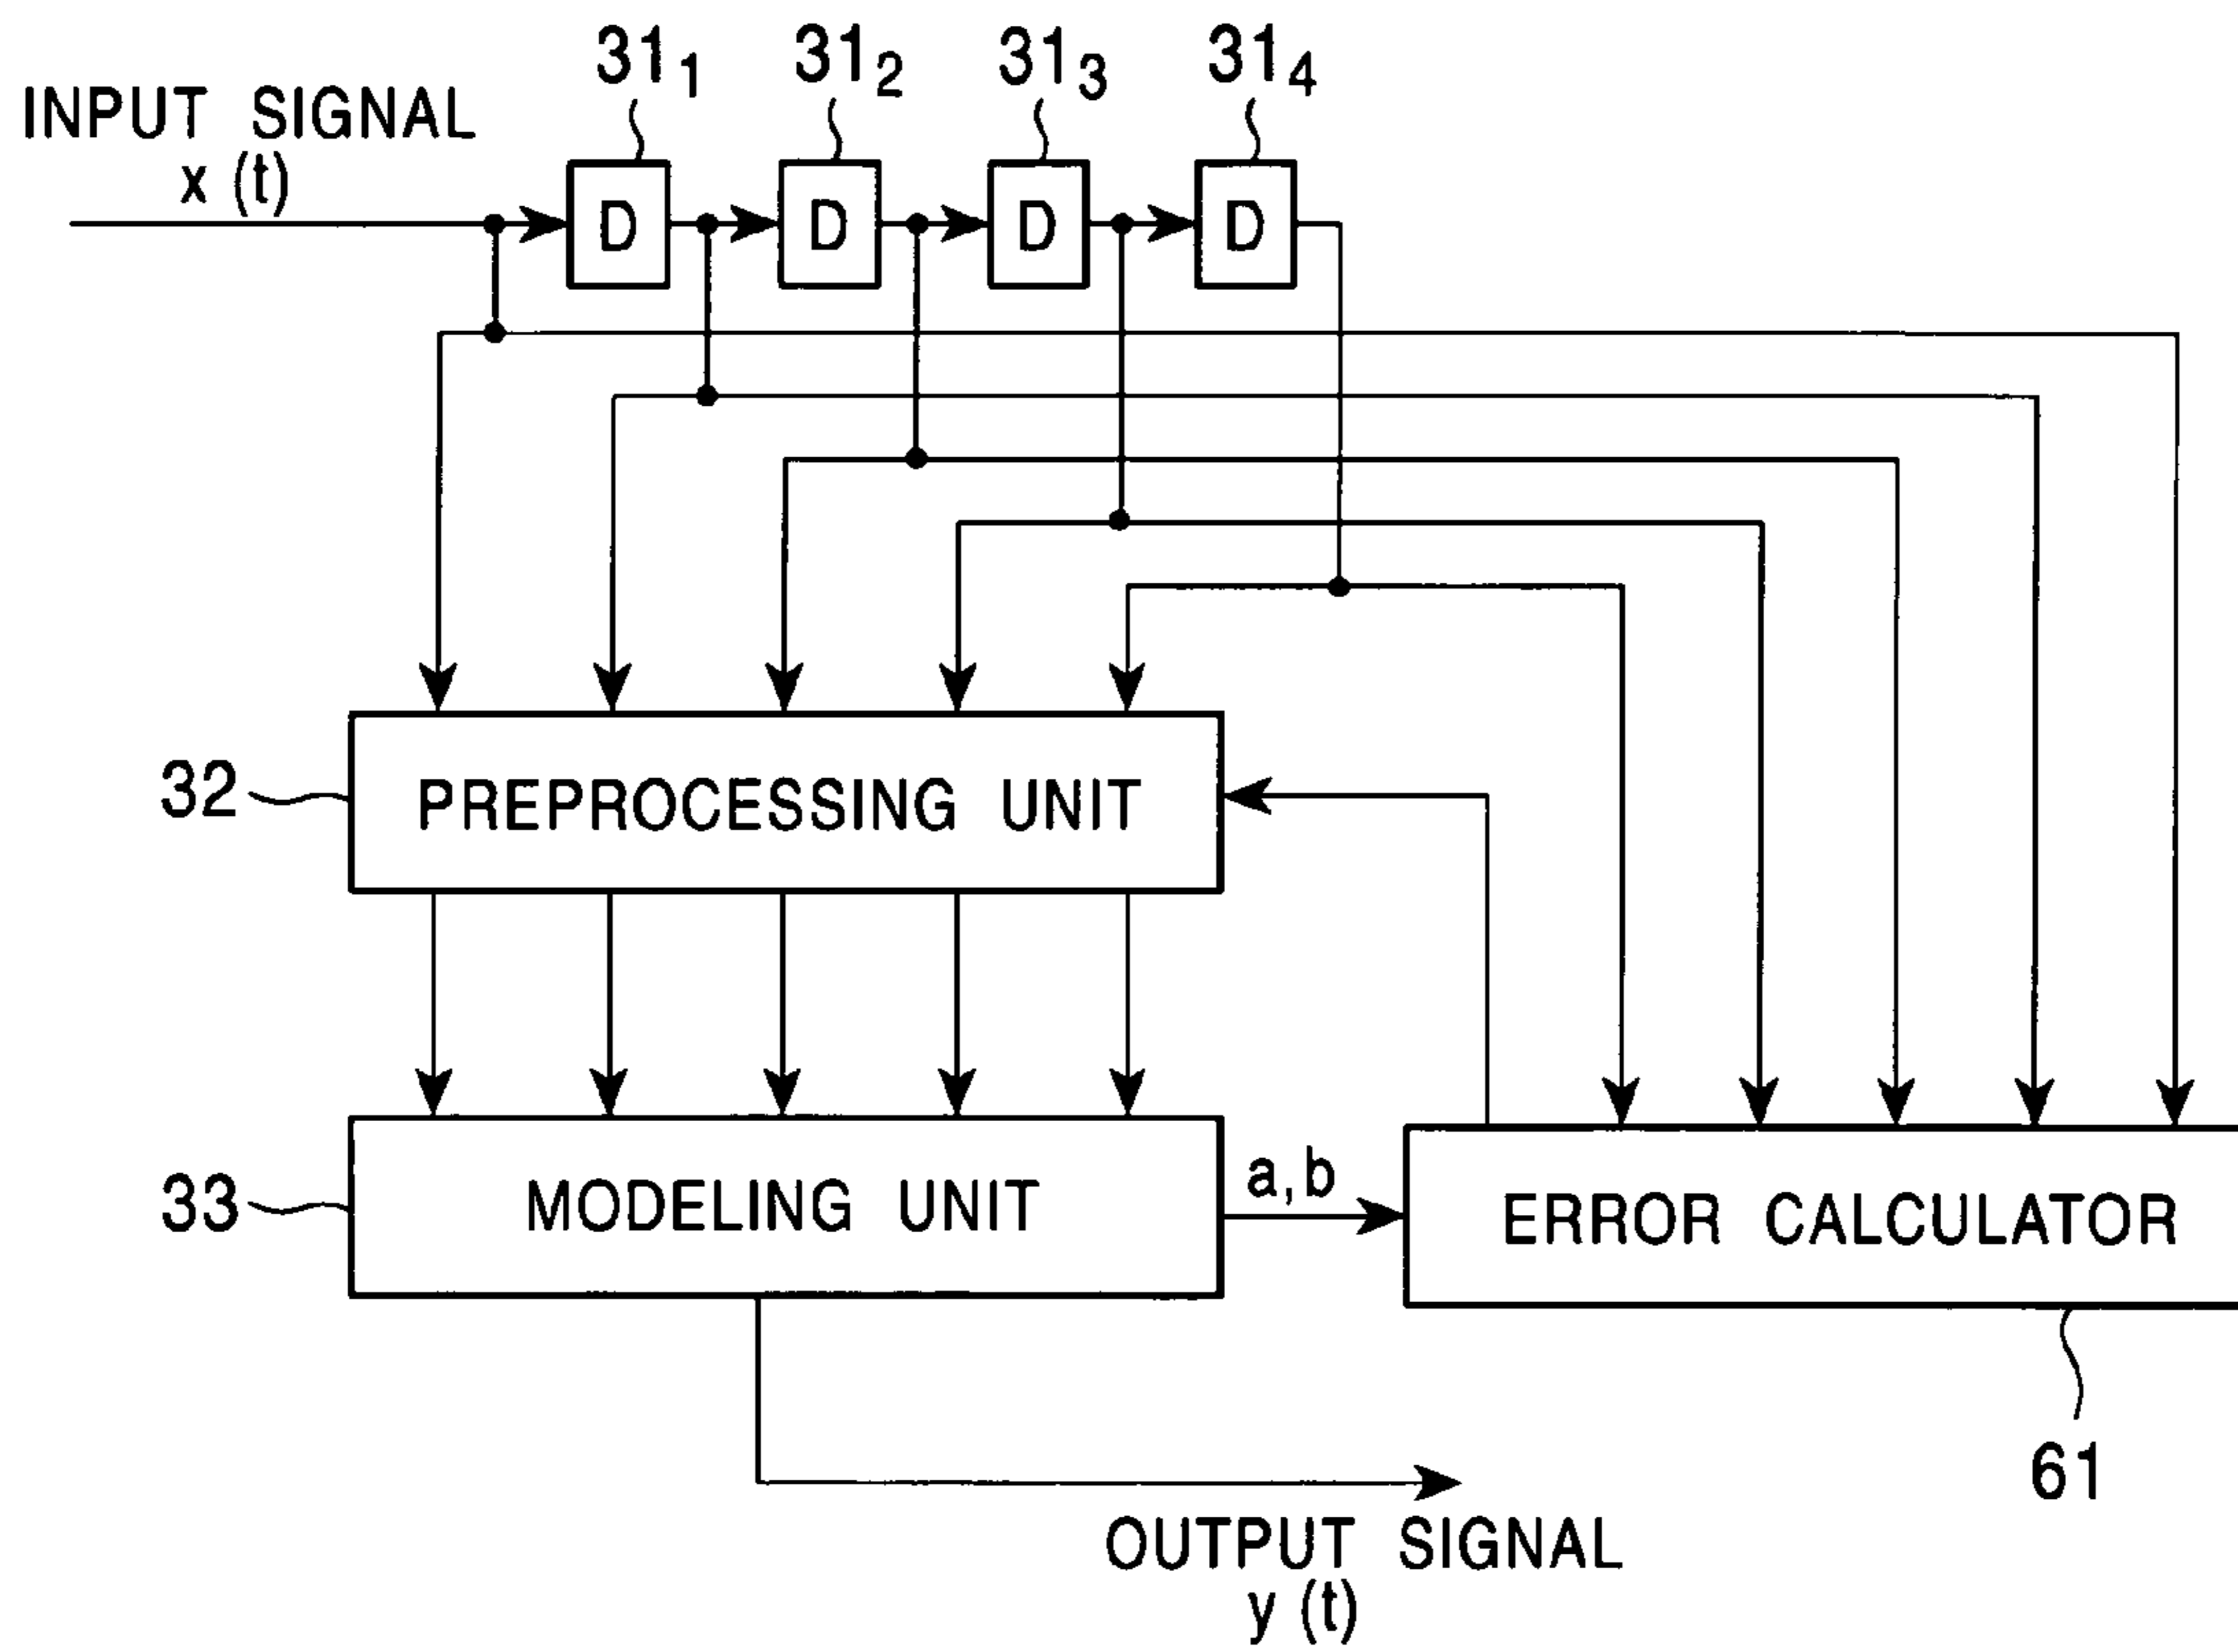 31₁ 31₂ 31₃ 31₄
INPUT SIGNAL
x (t)
D D D D
32
PREPROCESSING UNIT
33
MODELING UNIT
a,b
ERROR CALCULATOR
61
OUTPUT SIGNAL
y (t)